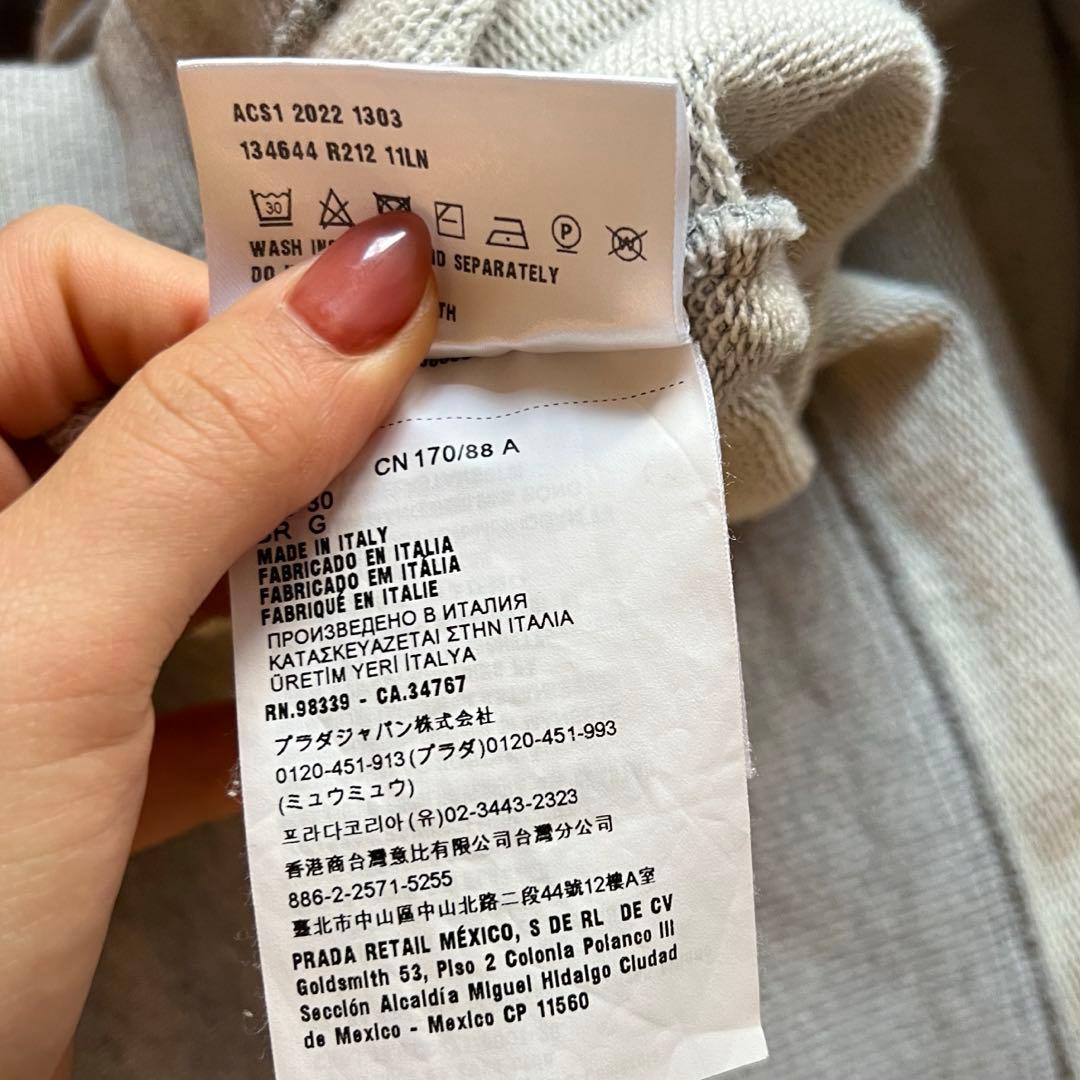 ACS1 2022 1303
134644 R212 11LN
30 P W
WASH SEPARATELY
DO
CN 170/88 A
30
G
MADE IN ITALY
FABRICADO EN ITALIA
FABRICADO EM ITÁLIA
FABRIQUÉ EN ITALIE
ПРОИЗВЕДЕНО В ИТАЛИЯ
ΚΑΤΑΣΚΕΥΑΖΕΤΑΙ ΣΤΗΝ ΙΤΑΛΙΑ
ÜRETİM YERİ İTALYA
RN.98339 - CA.34767
プラダジャパン株式会社
0120-451-913(プラダ)0120-451-993
(ミュウミュウ)
프라다코리아(유)02-3443-2323
香港商台灣意比有限公司台灣分公司
886-2-2571-5255
臺北市中山區中山北路二段44號12樓A室
PRADA RETAIL MÉXICO, S DE RL DE CV
Goldsmith 53, Piso 2 Colonia Polanco III
Sección Alcaldía Miguel Hidalgo Ciudad
de Mexico - Mexico CP 11560